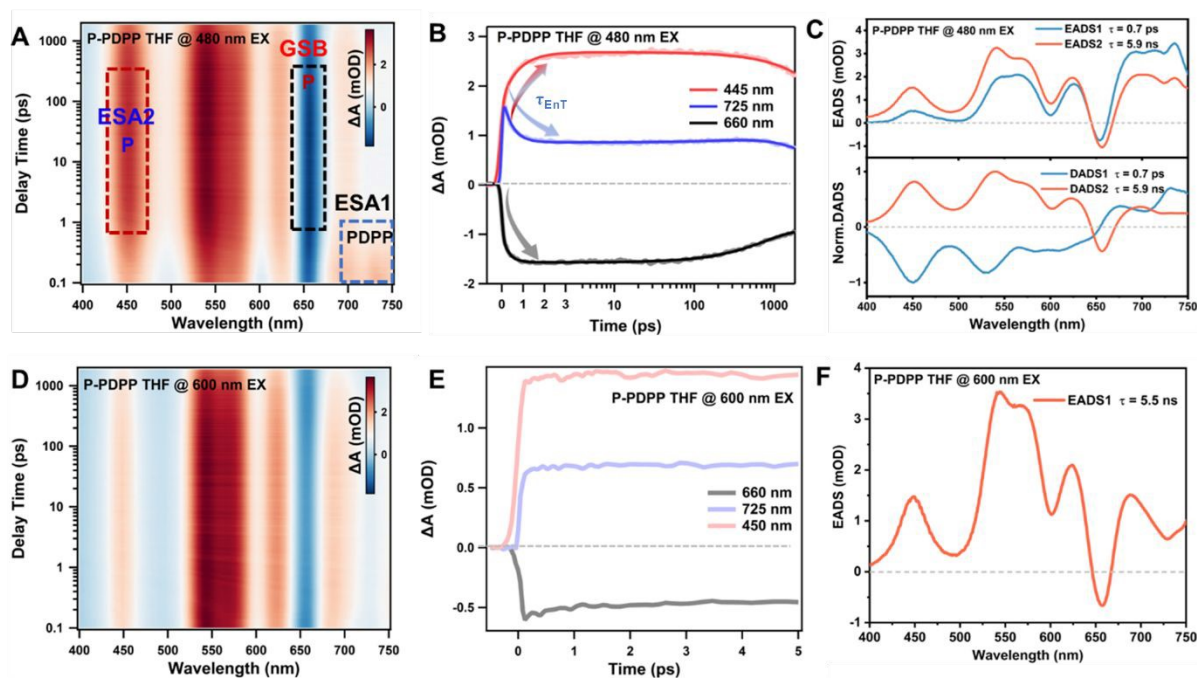 A
P-PDPP THF @ 480 nm EX
GSB
P
ESA2
P
ESA1
PDPP
ΔA (mOD)
2
0
Delay Time (ps)
1000
100
10
1
0.1
400 450 500 550 600 650 700 750
Wavelength (nm)
B
P-PDPP THF @ 480 nm EX
τEnT
445 nm
725 nm
660 nm
ΔA (mOD)
3
2
1
0
-1
-2
0 1 2 3 10 100 1000
Time (ps)
C
P-PDPP THF @ 480 nm EX
EADS1 τ = 0.7 ps
EADS2 τ = 5.9 ns
EADS (mOD)
4
3
2
1
0
-1
DADS1 τ = 0.7 ps
DADS2 τ = 5.9 ns
Norm.DADS
1
0
-1
400 450 500 550 600 650 700 750
Wavelength (nm)
D
P-PDPP THF @ 600 nm EX
ΔA (mOD)
2
0
Delay Time (ps)
1000
100
10
1
0.1
400 450 500 550 600 650 700 750
Wavelength (nm)
E
P-PDPP THF @ 600 nm EX
660 nm
725 nm
450 nm
ΔA (mOD)
1.0
0.5
0.0
-0.5
0 1 2 3 4 5
Time (ps)
F
P-PDPP THF @ 600 nm EX
EADS1 τ = 5.5 ns
EADS (mOD)
4
3
2
1
0
-1
400 450 500 550 600 650 700 750
Wavelength (nm)